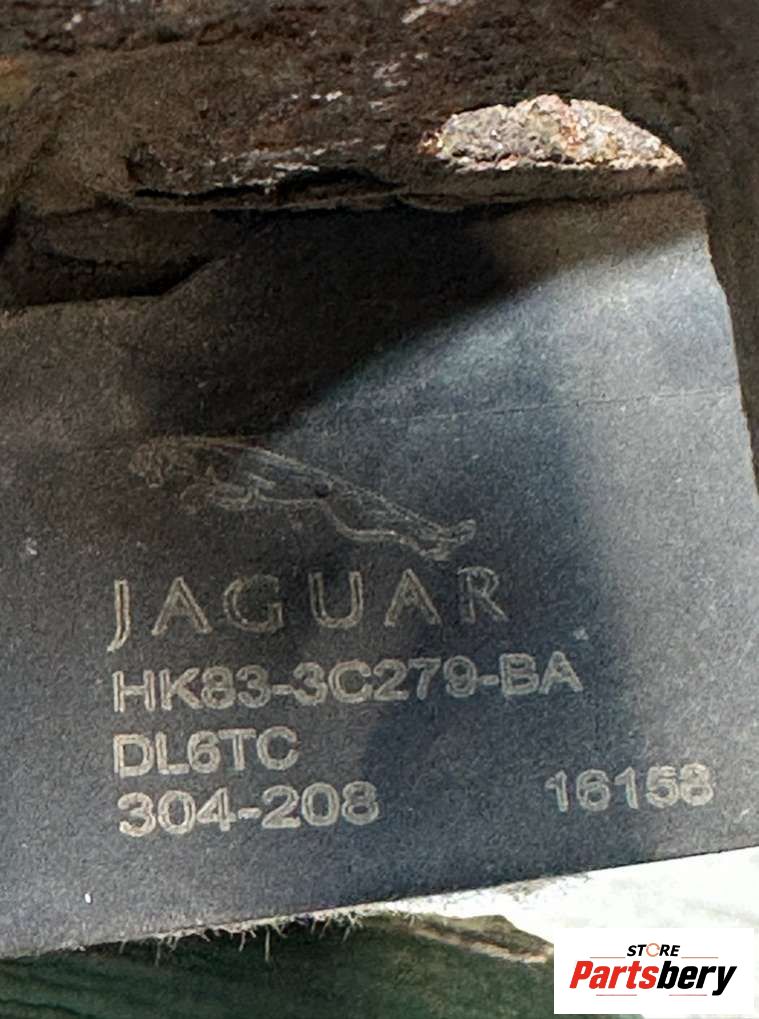 JAGUAR
HK83-3C279-BA
DL6TC
304-208 16158
STORE
Partsbery